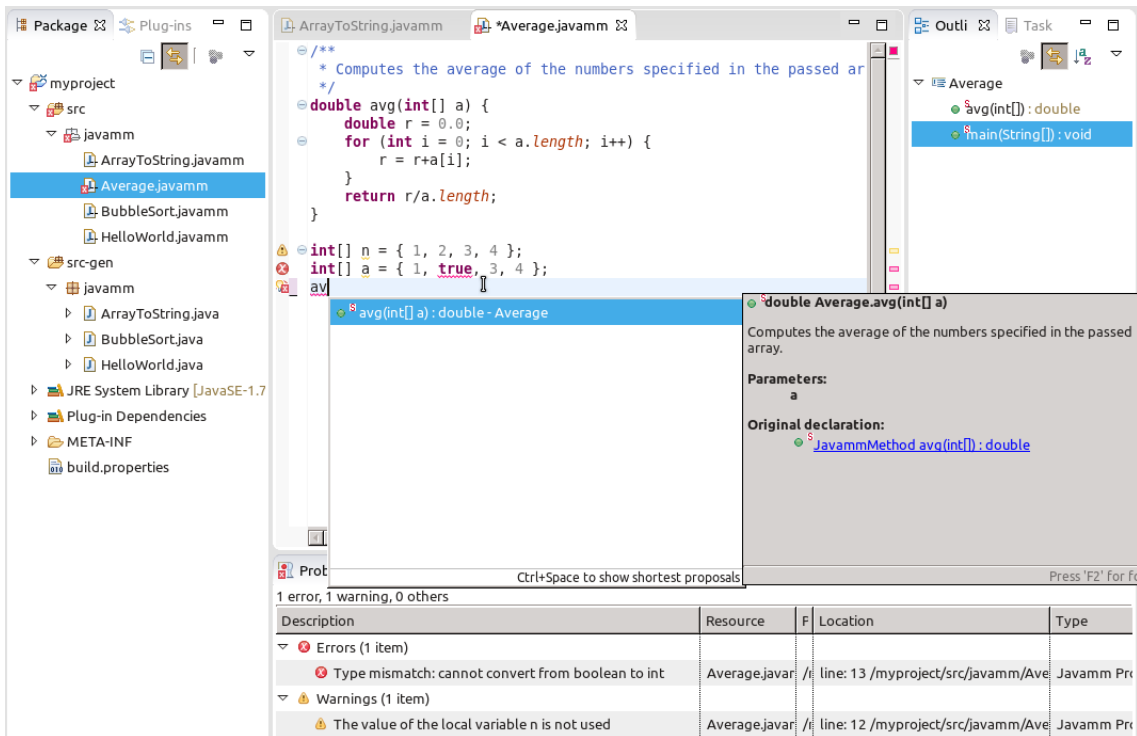 Package
Plug-ins
myproject
src
javamm
ArrayToString.javamm
Average.javamm
BubbleSort.javamm
HelloWorld.javamm
src-gen
javamm
ArrayToString.java
BubbleSort.java
HelloWorld.java
JRE System Library [JavaSE-1.7
Plug-in Dependencies
META-INF
build.properties
ArrayToString.javamm
*Average.javamm
/**
* Computes the average of the numbers specified in the passed ar
*/
double avg(int[] a) {
double r = 0.0;
for (int i = 0; i < a.length; i++) {
r = r+a[i];
}
return r/a.length;
}
int[] n = { 1, 2, 3, 4 };
int[] a = { 1, true, 3, 4 };
av
avg(int[] a) : double - Average
Ctrl+Space to show shortest proposals
double Average.avg(int[] a)
Computes the average of the numbers specified in the passed
array.
Parameters:
a
Original declaration:
JavammMethod avg(int[]) : double
Press 'F2' for fo
Outli
Task
Average
avg(int[]) : double
main(String[]) : void
Prob
1 error, 1 warning, 0 others
Description Resource F Location Type
Errors (1 item)
Type mismatch: cannot convert from boolean to int Average.javar /r line: 13 /myproject/src/javamm/Ave Javamm Pro
Warnings (1 item)
The value of the local variable n is not used Average.javar /r line: 12 /myproject/src/javamm/Ave Javamm Pro